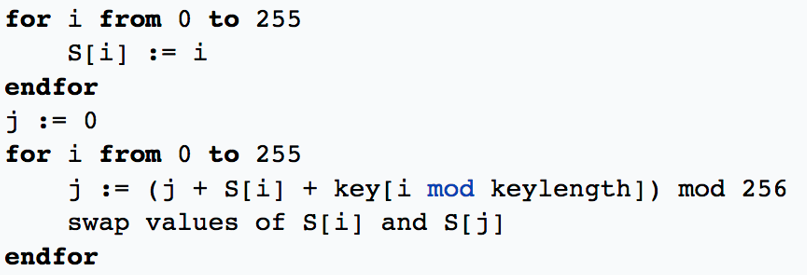 for i from 0 to 255
    S[i] := i
endfor
j := 0
for i from 0 to 255
    j := (j + S[i] + key[i mod keylength]) mod 256
    swap values of S[i] and S[j]
endfor